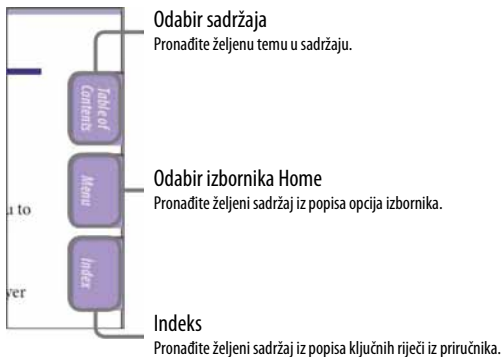 Odabir sadržaja
Pronađite željenu temu u sadržaju.
Table of
Contents
Odabir izbornika Home
Pronađite željeni sadržaj iz popisa opcija izbornika.
Menu
u to
Index
yer
Indeks
Pronađite željeni sadržaj iz popisa ključnih riječi iz priručnika.